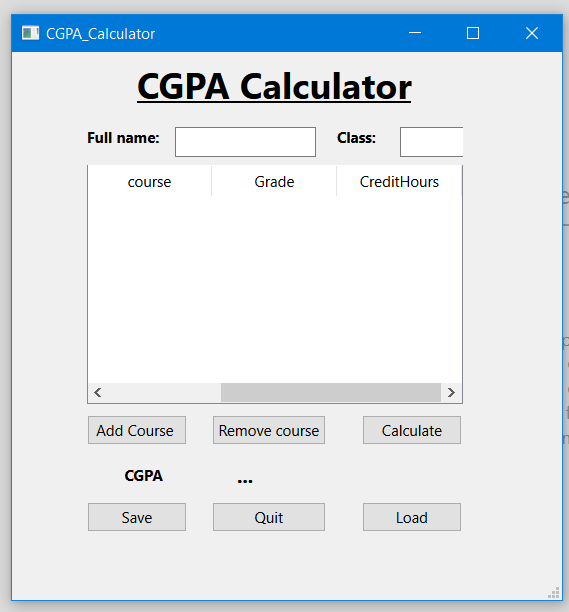 CGPA_Calculator
CGPA Calculator
Full name: Class:
course Grade CreditHours
Add Course Remove course Calculate
CGPA ...
Save Quit Load